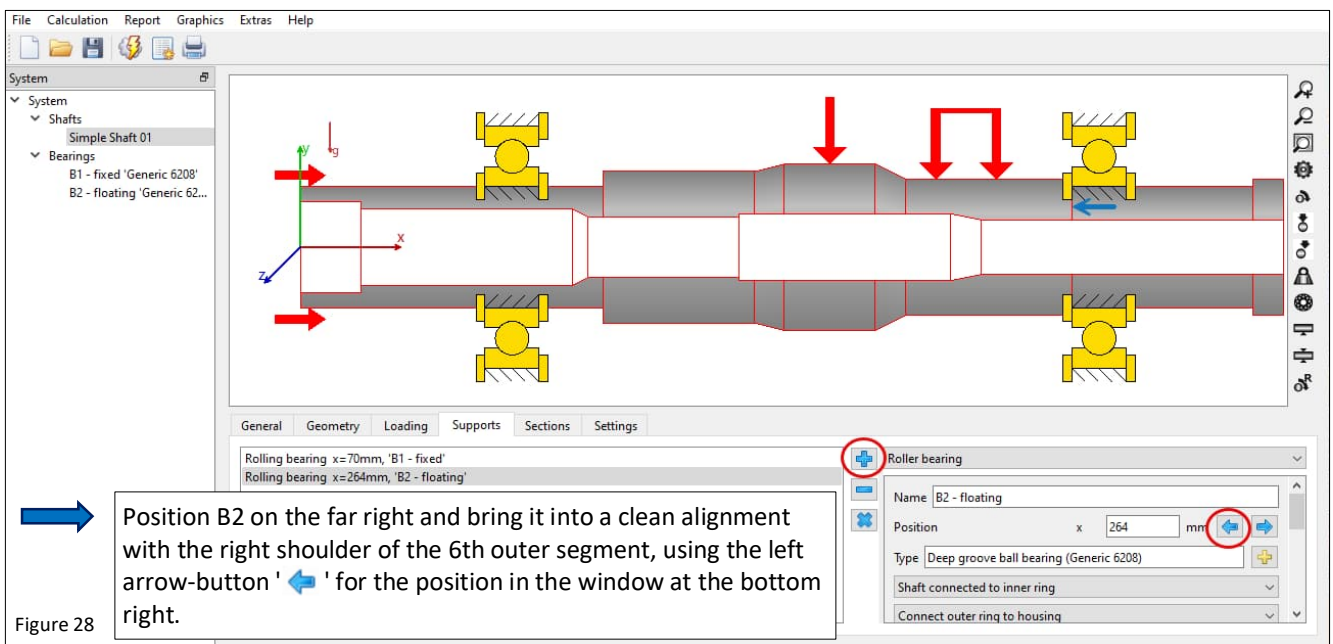 File Calculation Report Graphics Extras Help
System
System
Shafts
Simple Shaft 01
Bearings
B1 - fixed 'Generic 6208'
B2 - floating 'Generic 62...
y
g
x
z
R
General Geometry Loading Supports Sections Settings
Rolling bearing x=70mm, 'B1 - fixed'
Rolling bearing x=264mm, 'B2 - floating'
Roller bearing
Name B2 - floating
Position x 264 mm
Type Deep groove ball bearing (Generic 6208)
Shaft connected to inner ring
Connect outer ring to housing
Position B2 on the far right and bring it into a clean alignment
with the right shoulder of the 6th outer segment, using the left
arrow-button ' ' for the position in the window at the bottom
right.
Figure 28